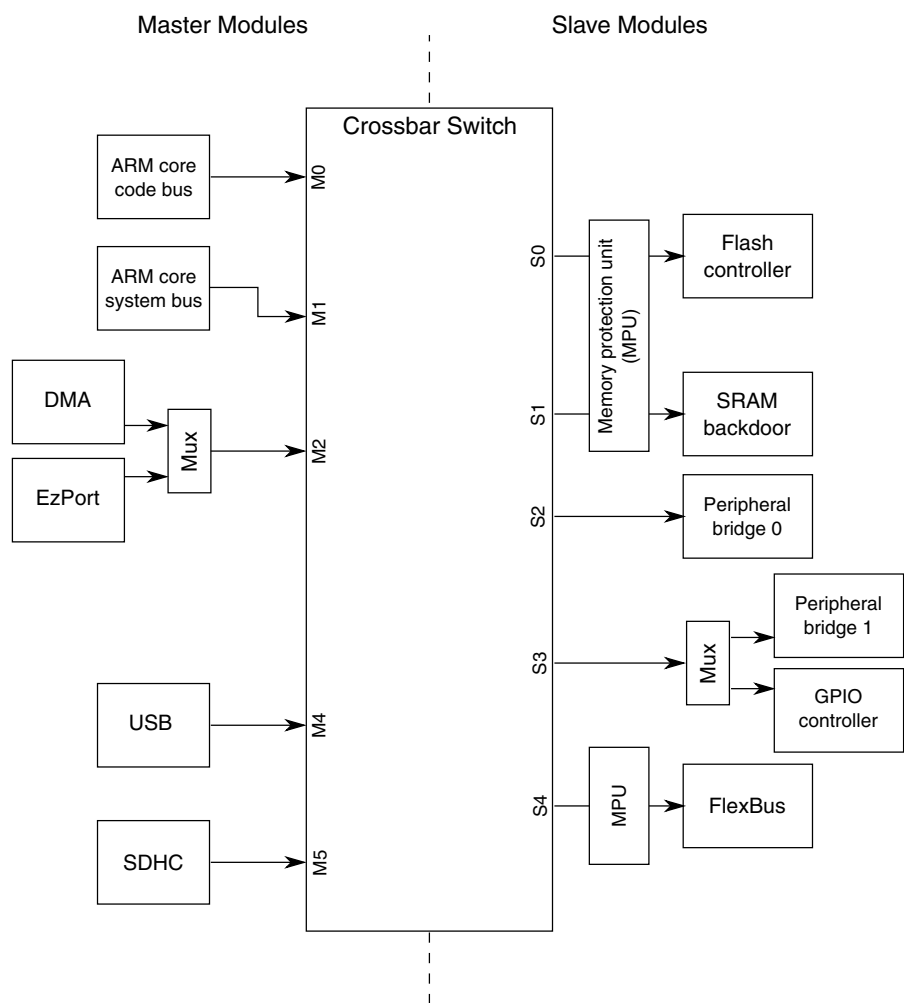 Master Modules
Slave Modules
Crossbar Switch
ARM core
code bus
M0
ARM core
system bus
M1
DMA
EzPort
Mux
M2
USB
M4
SDHC
M5
S0
Memory protection unit
(MPU)
Flash
controller
S1
SRAM
backdoor
S2
Peripheral
bridge 0
S3
Mux
Peripheral
bridge 1
GPIO
controller
S4
MPU
FlexBus